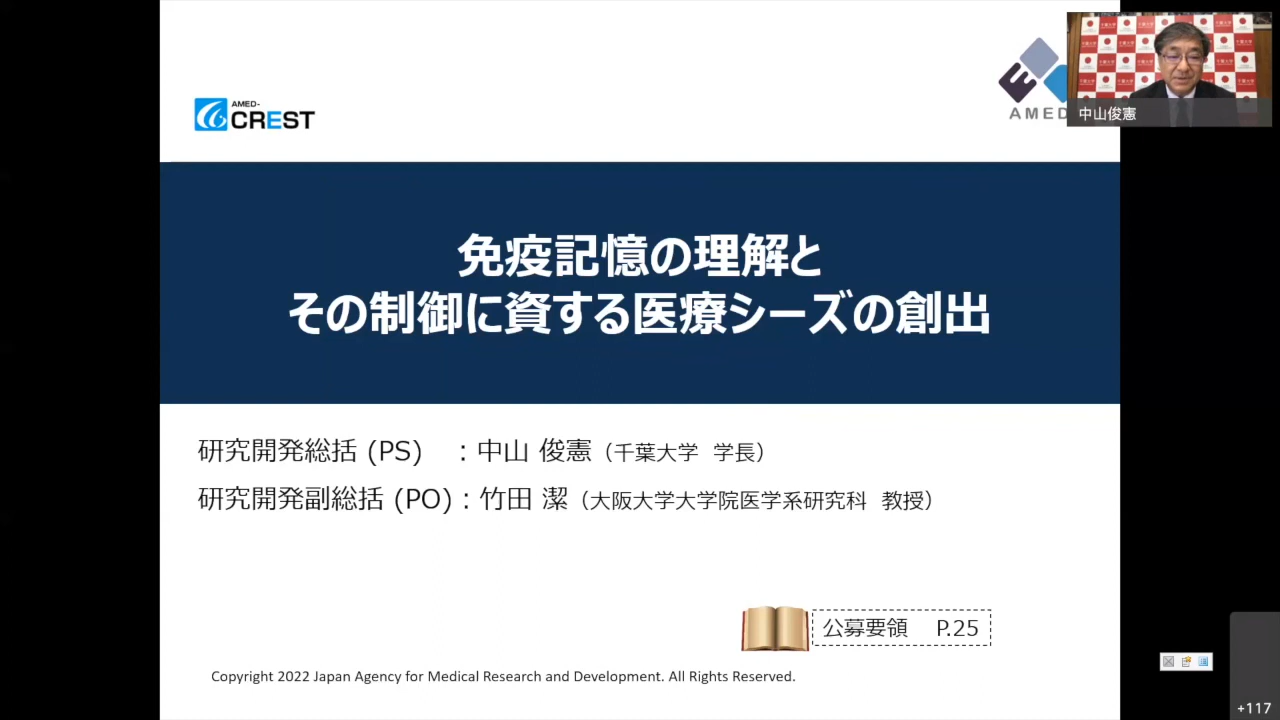 AMED-
CREST
AMED
中山俊憲
免疫記憶の理解と
その制御に資する医療シーズの創出
研究開発総括 (PS) ：中山 俊憲（千葉大学 学長）
研究開発副総括 (PO)：竹田 潔（大阪大学大学院医学系研究科 教授）
公募要領 P.25
Copyright 2022 Japan Agency for Medical Research and Development. All Rights Reserved.
+117